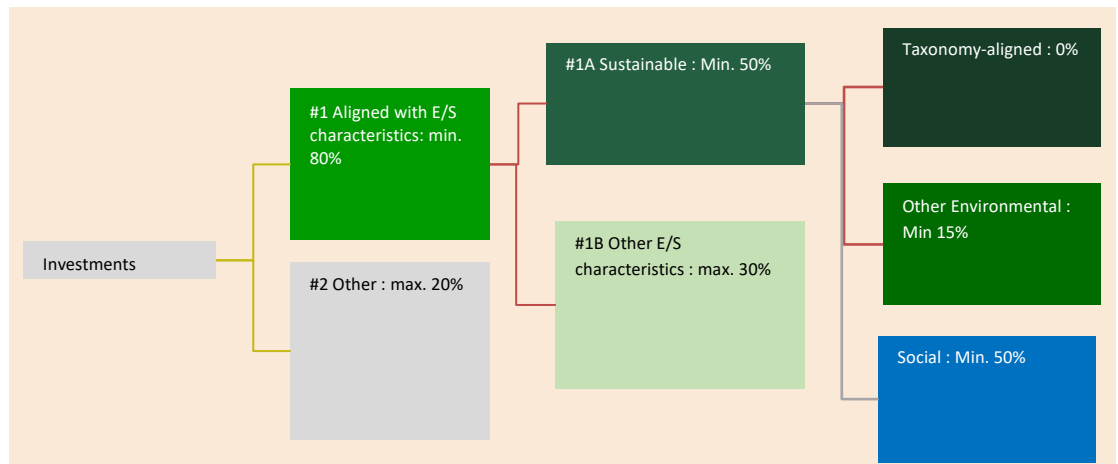 Investments
#1 Aligned with E/S
characteristics: min.
80%
#2 Other : max. 20%
#1A Sustainable : Min. 50%
#1B Other E/S
characteristics : max. 30%
Taxonomy-aligned : 0%
Other Environmental :
Min 15%
Social : Min. 50%